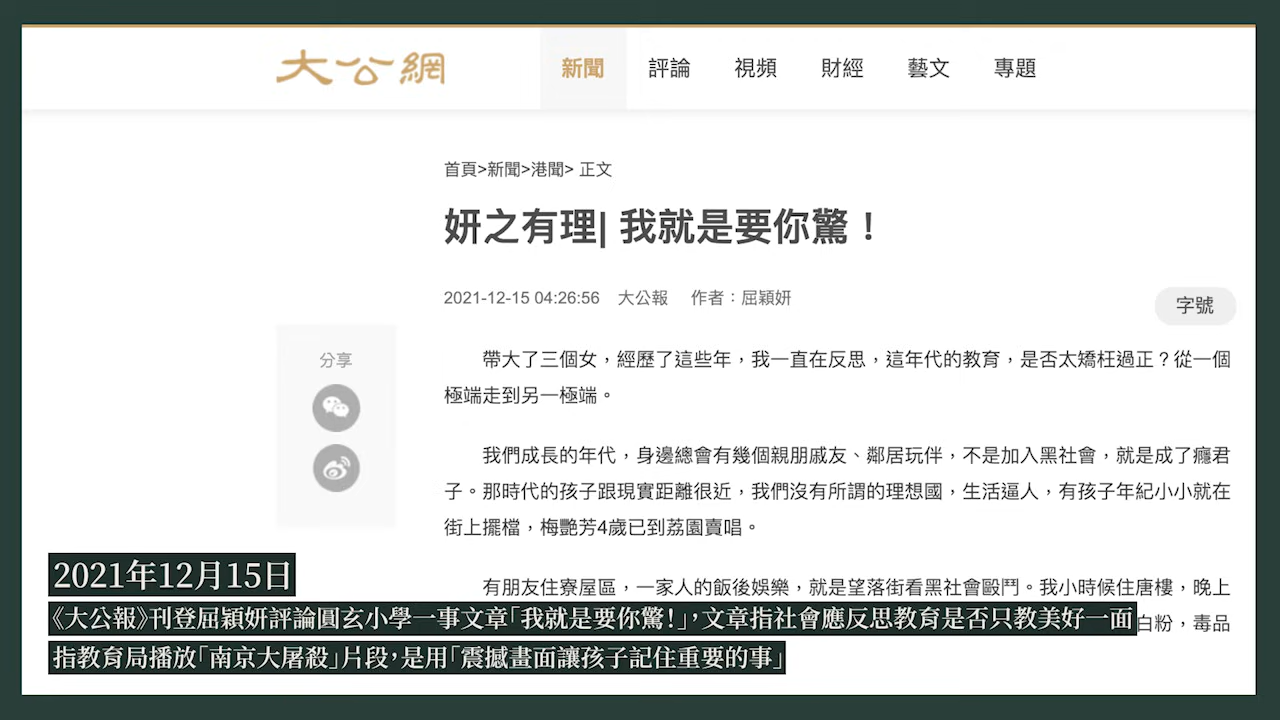 大公網
新聞 評論 視頻 財經 藝文 專題
首頁>新聞>港聞> 正文
妍之有理| 我就是要你驚！
2021-12-15 04:26:56 大公報 作者：屈穎妍
字號
分享
帶大了三個女，經歷了這些年，我一直在反思，這年代的教育，是否太矯枉過正？從一個
極端走到另一極端。
我們成長的年代，身邊總會有幾個親朋戚友、鄰居玩伴，不是加入黑社會，就是成了癮君
子。那時代的孩子跟現實距離很近，我們沒有所謂的理想國，生活逼人，有孩子年紀小小就在
街上擺檔，梅艷芳4歲已到荔園賣唱。
有朋友住寮屋區，一家人的飯後娛樂，就是望落街看黑社會毆鬥。我小時候住唐樓，晚上
白粉，毒品
2021年12月15日
《大公報》刊登屈穎妍評論圓玄小學一事文章「我就是要你驚！」，文章指社會應反思教育是否只教美好一面
指教育局播放「南京大屠殺」片段，是用「震撼畫面讓孩子記住重要的事」